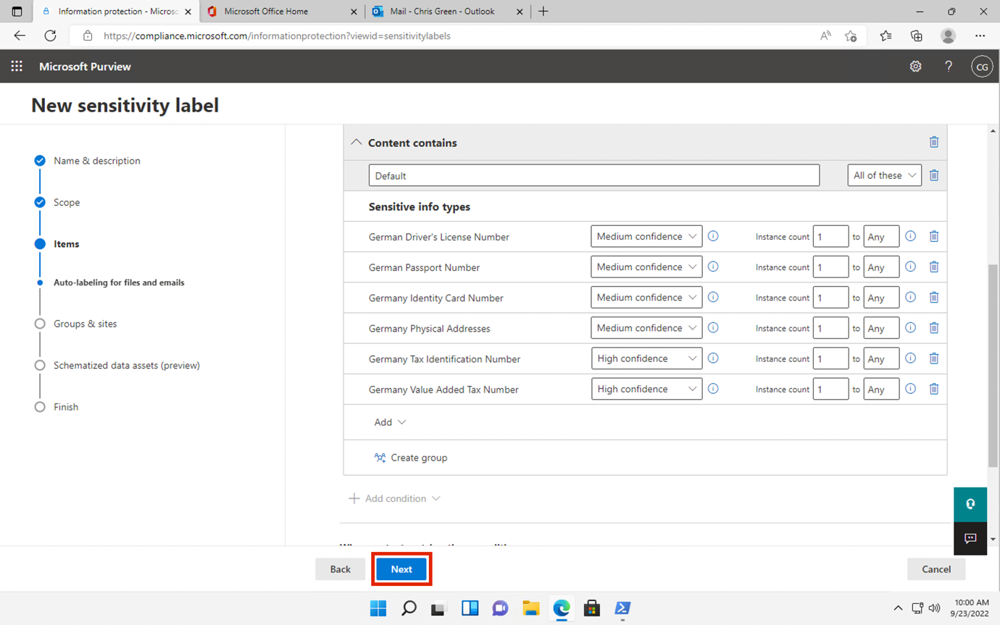 Information protection - Microsc
Microsoft Office Home
Mail - Chris Green - Outlook
https://compliance.microsoft.com/informationprotection?viewid=sensitivitylabels
Microsoft Purview
CG
New sensitivity label
Name & description
Scope
Items
Auto-labeling for files and emails
Groups & sites
Schematized data assets (preview)
Finish
Content contains
Default All of these
Sensitive info types
German Driver's License Number Medium confidence Instance count 1 to Any
German Passport Number Medium confidence Instance count 1 to Any
Germany Identity Card Number Medium confidence Instance count 1 to Any
Germany Physical Addresses Medium confidence Instance count 1 to Any
Germany Tax Identification Number High confidence Instance count 1 to Any
Germany Value Added Tax Number High confidence Instance count 1 to Any
Add
Create group
Add condition
Back Next Cancel
10:00 AM
9/23/2022